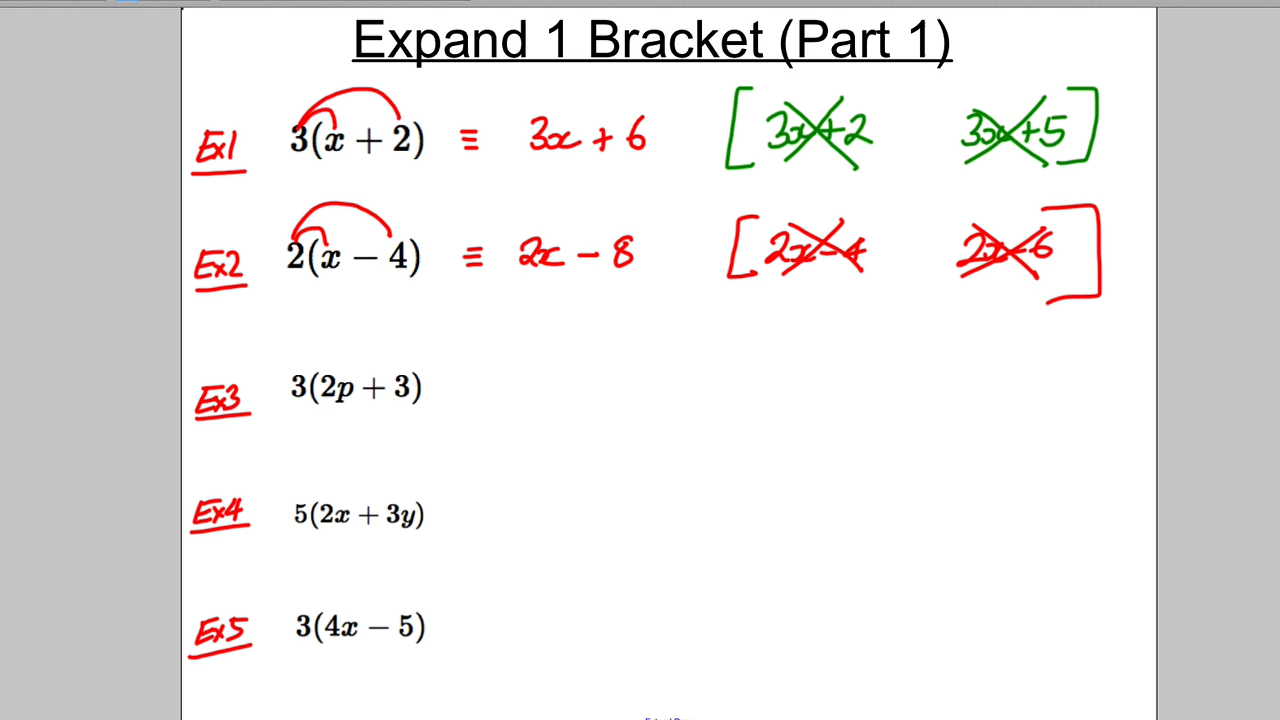 Expand 1 Bracket (Part 1)
Ex1 3(x + 2) ≡ 3x + 6 [3x+2 3x+5]
Ex2 2(x − 4) ≡ 2x − 8 [2x−4 2x−6]
Ex3 3(2p + 3)
Ex4 5(2x + 3y)
Ex5 3(4x − 5)